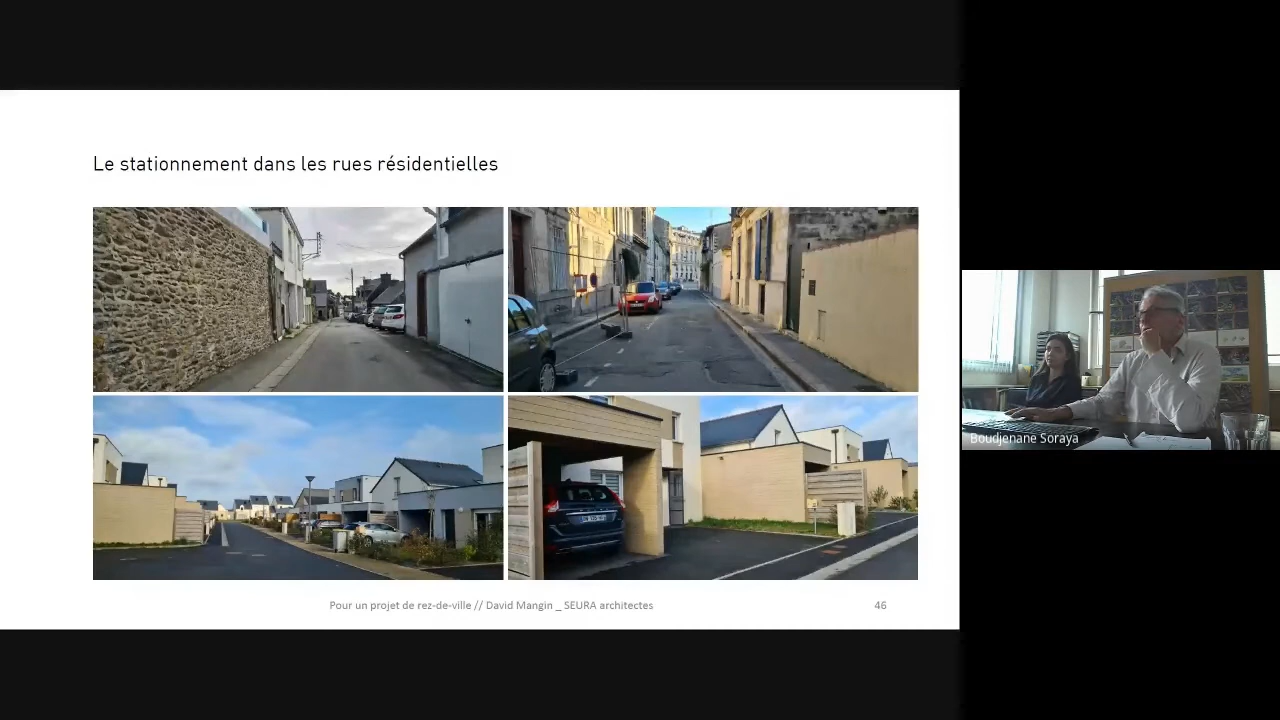 Le stationnement dans les rues résidentielles
Pour un projet de rez-de-ville // David Mangin _ SEURA architectes
46
Boudjenane Soraya